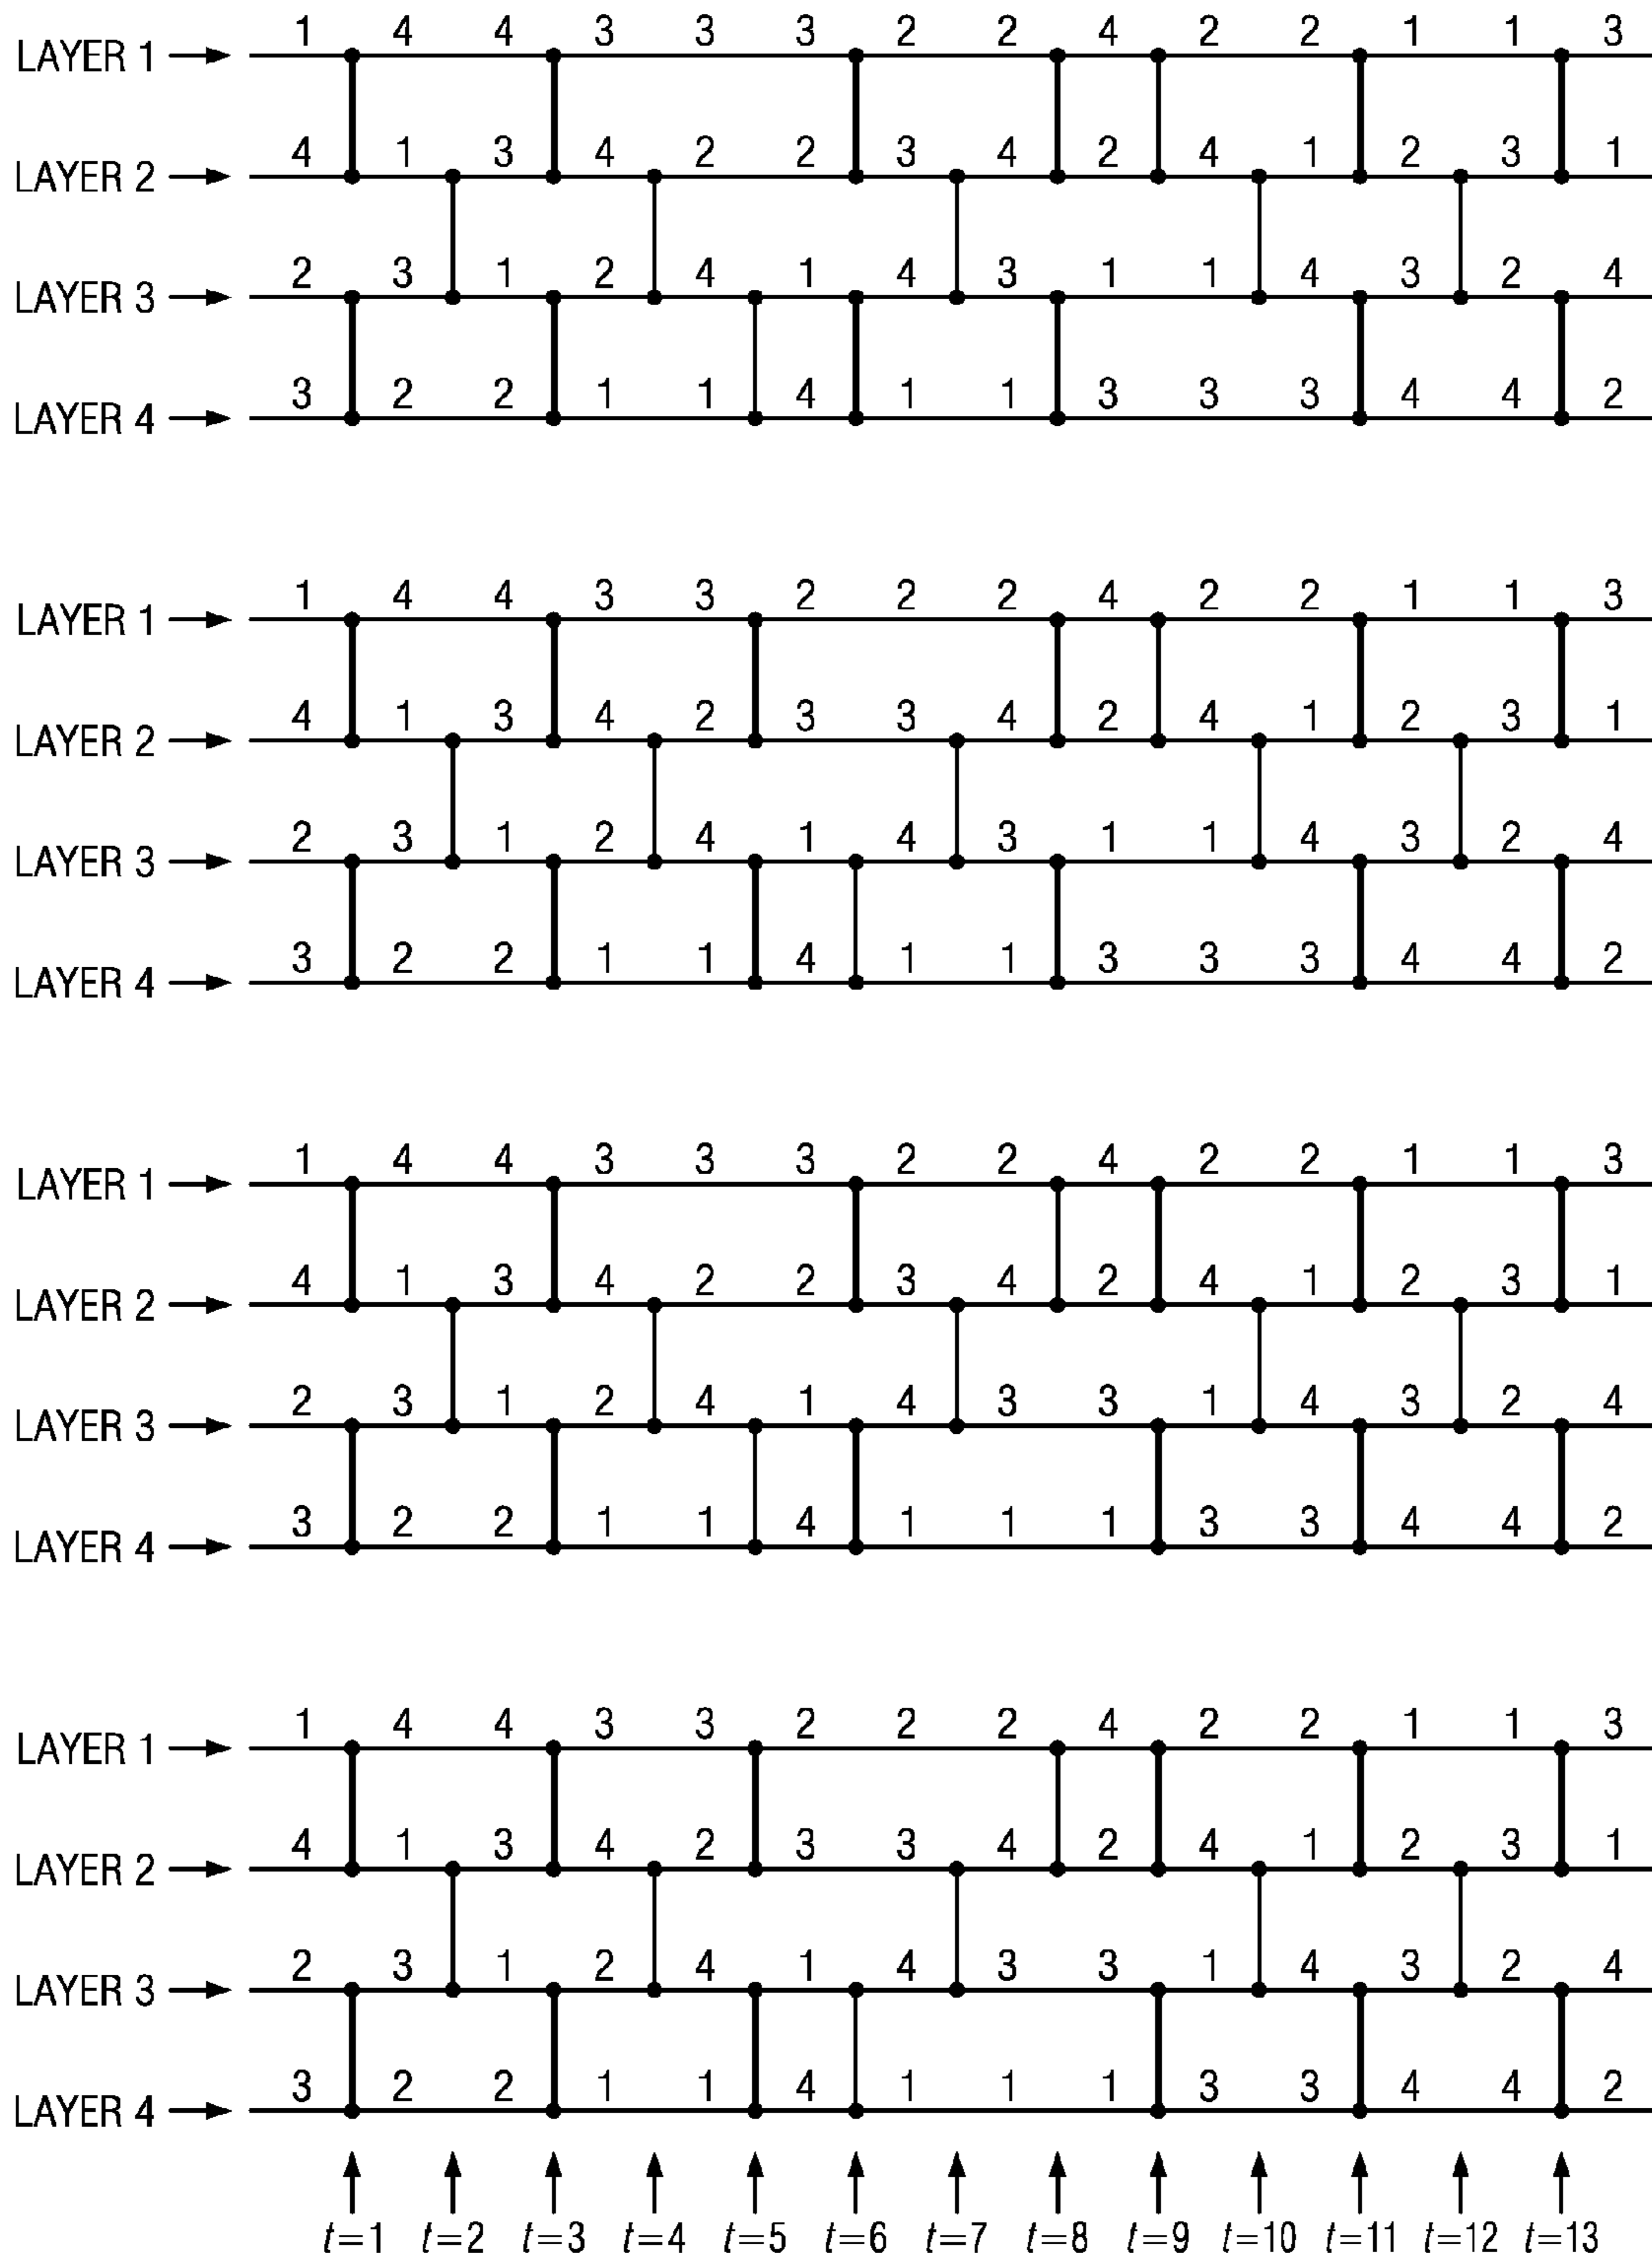 1 4 4 3 3 3 2 2 4 2 2 1 1 3
LAYER 1
4 1 3 4 2 2 3 4 2 4 1 2 3 1
LAYER 2
2 3 1 2 4 1 4 3 1 1 4 3 2 4
LAYER 3
3 2 2 1 1 4 1 1 3 3 3 4 4 2
LAYER 4
1 4 4 3 3 2 2 2 4 2 2 1 1 3
LAYER 1
4 1 3 4 2 3 3 4 2 4 1 2 3 1
LAYER 2
2 3 1 2 4 1 4 3 1 1 4 3 2 4
LAYER 3
3 2 2 1 1 4 1 1 3 3 3 4 4 2
LAYER 4
1 4 4 3 3 3 2 2 4 2 2 1 1 3
LAYER 1
4 1 3 4 2 2 3 4 2 4 1 2 3 1
LAYER 2
2 3 1 2 4 1 4 3 3 1 4 3 2 4
LAYER 3
3 2 2 1 1 4 1 1 1 3 3 4 4 2
LAYER 4
1 4 4 3 3 2 2 2 4 2 2 1 1 3
LAYER 1
4 1 3 4 2 3 3 4 2 4 1 2 3 1
LAYER 2
2 3 1 2 4 1 4 3 3 1 4 3 2 4
LAYER 3
3 2 2 1 1 4 1 1 1 3 3 4 4 2
LAYER 4
t=1 t=2 t=3 t=4 t=5 t=6 t=7 t=8 t=9 t=10 t=11 t=12 t=13